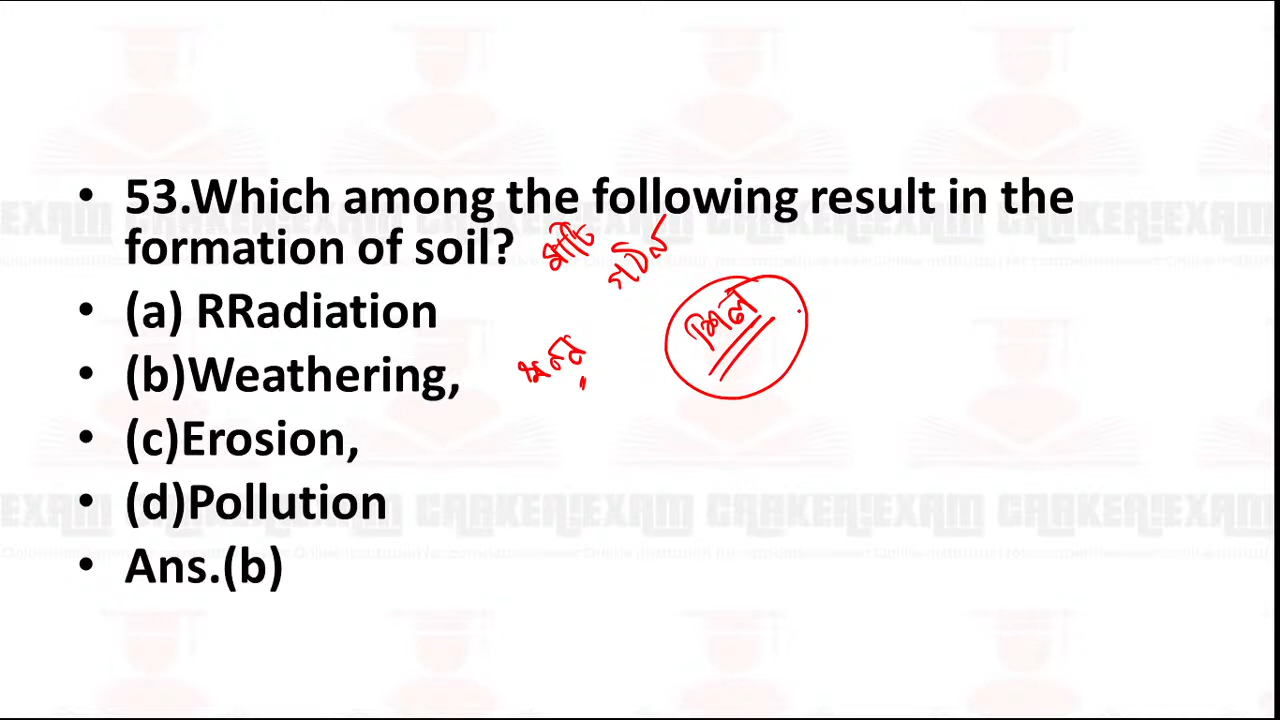 • 53.Which among the following result in the
formation of soil? মাটি গঠন
• (a) RRadiation
শিলা
• (b)Weathering,
• (c)Erosion,
• (d)Pollution
• Ans.(b)